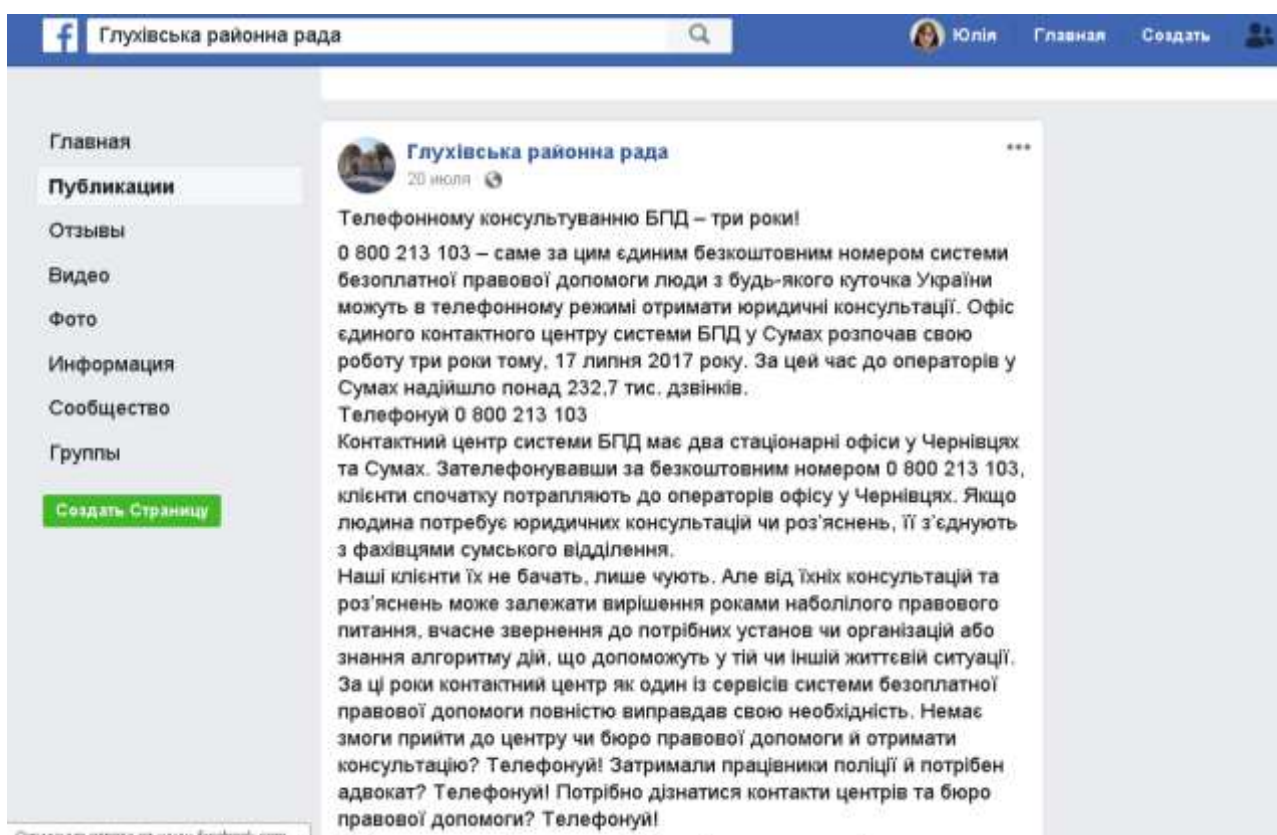 Глухівська районна рада
Юлія Главная Создать
Главная
Публикации
Отзывы
Видео
Фото
Информация
Сообщество
Группы
Создать Страницу
Глухівська районна рада
20 июля
Телефонному консультуванню БПД – три роки!
0 800 213 103 – саме за цим єдиним безкоштовним номером системи
безоплатної правової допомоги люди з будь-якого куточка України
можуть в телефонному режимі отримати юридичні консультації. Офіс
єдиного контактного центру системи БПД у Сумах розпочав свою
роботу три роки тому, 17 липня 2017 року. За цей час до операторів у
Сумах надійшло понад 232,7 тис. дзвінків.
Телефонуй 0 800 213 103
Контактний центр системи БПД має два стаціонарні офіси у Чернівцях
та Сумах. Зателефонувавши за безкоштовним номером 0 800 213 103,
клієнти спочатку потрапляють до операторів офісу у Чернівцях. Якщо
людина потребує юридичних консультацій чи роз’яснень, її з’єднують
з фахівцями сумського відділення.
Наші клієнти їх не бачать, лише чують. Але від їхніх консультацій та
роз’яснень може залежати вирішення роками наболілого правового
питання, вчасне звернення до потрібних установ чи організацій або
знання алгоритму дій, що допоможуть у тій чи іншій життєвій ситуації.
За ці роки контактний центр як один із сервісів системи безоплатної
правової допомоги повністю виправдав свою необхідність. Немає
змоги прийти до центру чи бюро правової допомоги й отримати
консультацію? Телефонуй! Затримали працівники поліції й потрібен
адвокат? Телефонуй! Потрібно дізнатися контакти центрів та бюро
правової допомоги? Телефонуй!